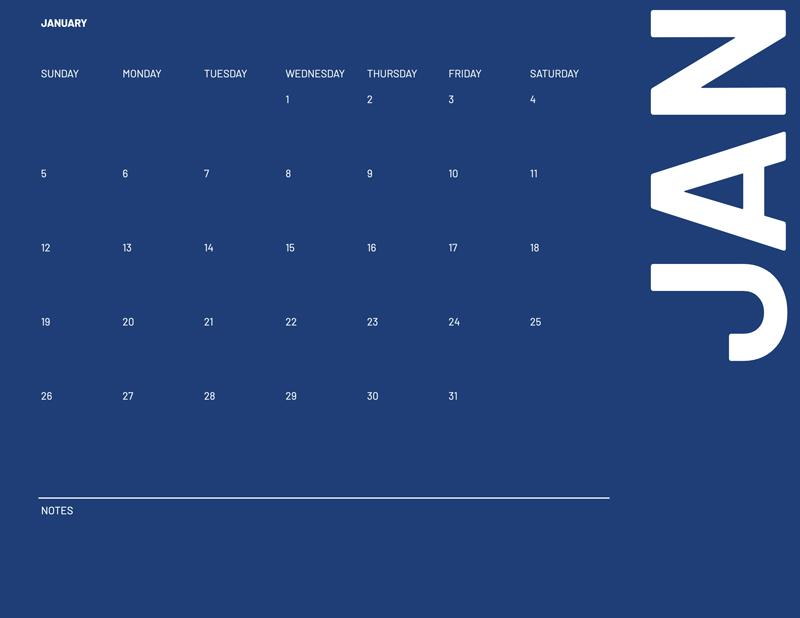 JANUARY
SUNDAY MONDAY TUESDAY WEDNESDAY THURSDAY FRIDAY SATURDAY
1 2 3 4
5 6 7 8 9 10 11
12 13 14 15 16 17 18
19 20 21 22 23 24 25
26 27 28 29 30 31
NOTES
JAN